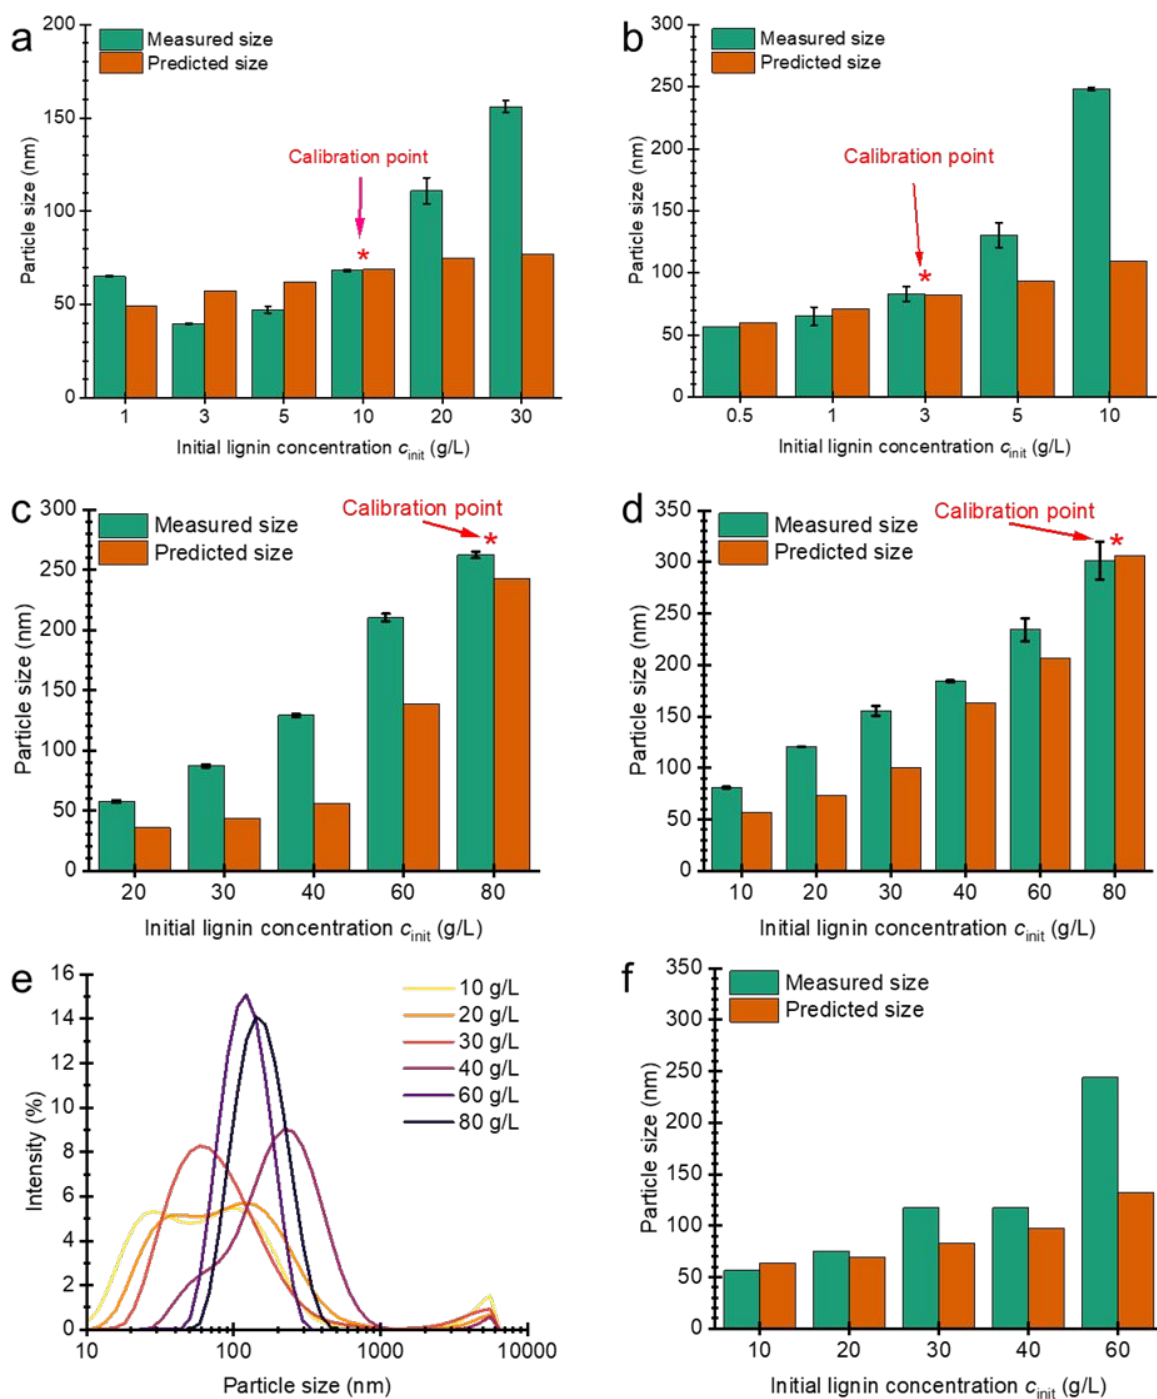 a
200
150
100
50
0
Particle size (nm)
Measured size
Predicted size
Calibration point
*
1 3 5 10 20 30
Initial lignin concentration cinit (g/L)
b
300
250
200
150
100
50
0
Particle size (nm)
Measured size
Predicted size
Calibration point
*
0.5 1 3 5 10
Initial lignin concentration cinit (g/L)
c
300
250
200
150
100
50
0
Particle size (nm)
Measured size
Predicted size
Calibration point
*
20 30 40 60 80
Initial lignin concentration cinit (g/L)
d
350
300
250
200
150
100
50
0
Particle size (nm)
Measured size
Predicted size
Calibration point
*
10 20 30 40 60 80
Initial lignin concentration cinit (g/L)
e
16
14
12
10
8
6
4
2
0
Intensity (%)
10 g/L
20 g/L
30 g/L
40 g/L
60 g/L
80 g/L
10 100 1000 10000
Particle size (nm)
f
350
300
250
200
150
100
50
0
Particle size (nm)
Measured size
Predicted size
10 20 30 40 60
Initial lignin concentration cinit (g/L)